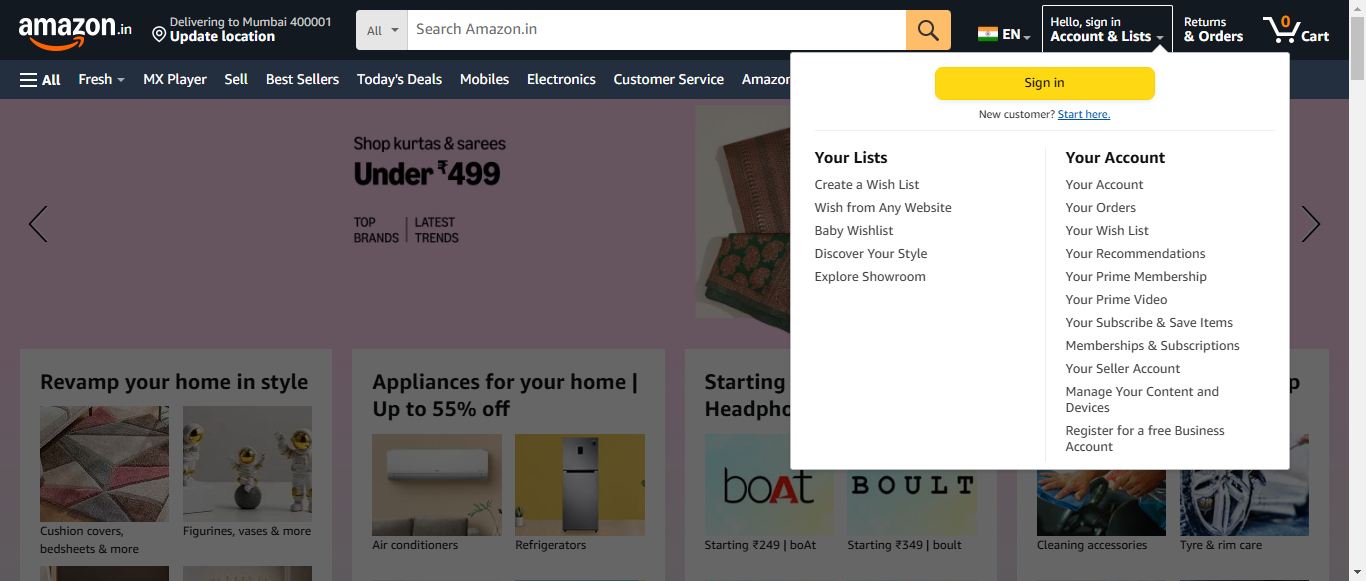 amazon.in
Delivering to Mumbai 400001
Update location
All
Search Amazon.in
EN
Hello, sign in
Account & Lists
Returns
& Orders
0
Cart
All
Fresh
MX Player
Sell
Best Sellers
Today's Deals
Mobiles
Electronics
Customer Service
Sign in
New customer? Start here.
Your Lists
Create a Wish List
Wish from Any Website
Baby Wishlist
Discover Your Style
Explore Showroom
Your Account
Your Account
Your Orders
Your Wish List
Your Recommendations
Your Prime Membership
Your Prime Video
Your Subscribe & Save Items
Memberships & Subscriptions
Your Seller Account
Manage Your Content and
Devices
Register for a free Business
Account
Shop kurtas & sarees
Under ₹499
TOP
BRANDS
LATEST
TRENDS
Revamp your home in style
Cushion covers,
bedsheets & more
Figurines, vases & more
Appliances for your home |
Up to 55% off
Air conditioners
Refrigerators
Starting
boAt
BOULT
Starting ₹249 | boAt
Starting ₹349 | boult
Cleaning accessories
Tyre & rim care